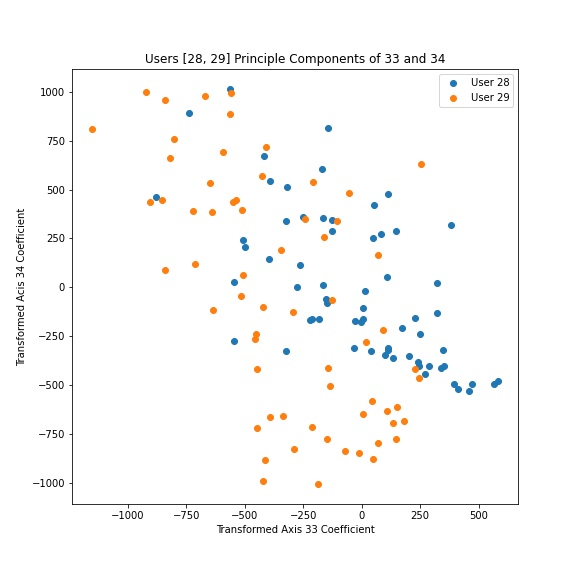 Users [28, 29] Principle Components of 33 and 34
User 28
User 29
1000
750
500
250
0
−250
−500
−750
−1000
Transformed Acis 34 Coefficient
−1000 −750 −500 −250 0 250 500
Transformed Axis 33 Coefficient